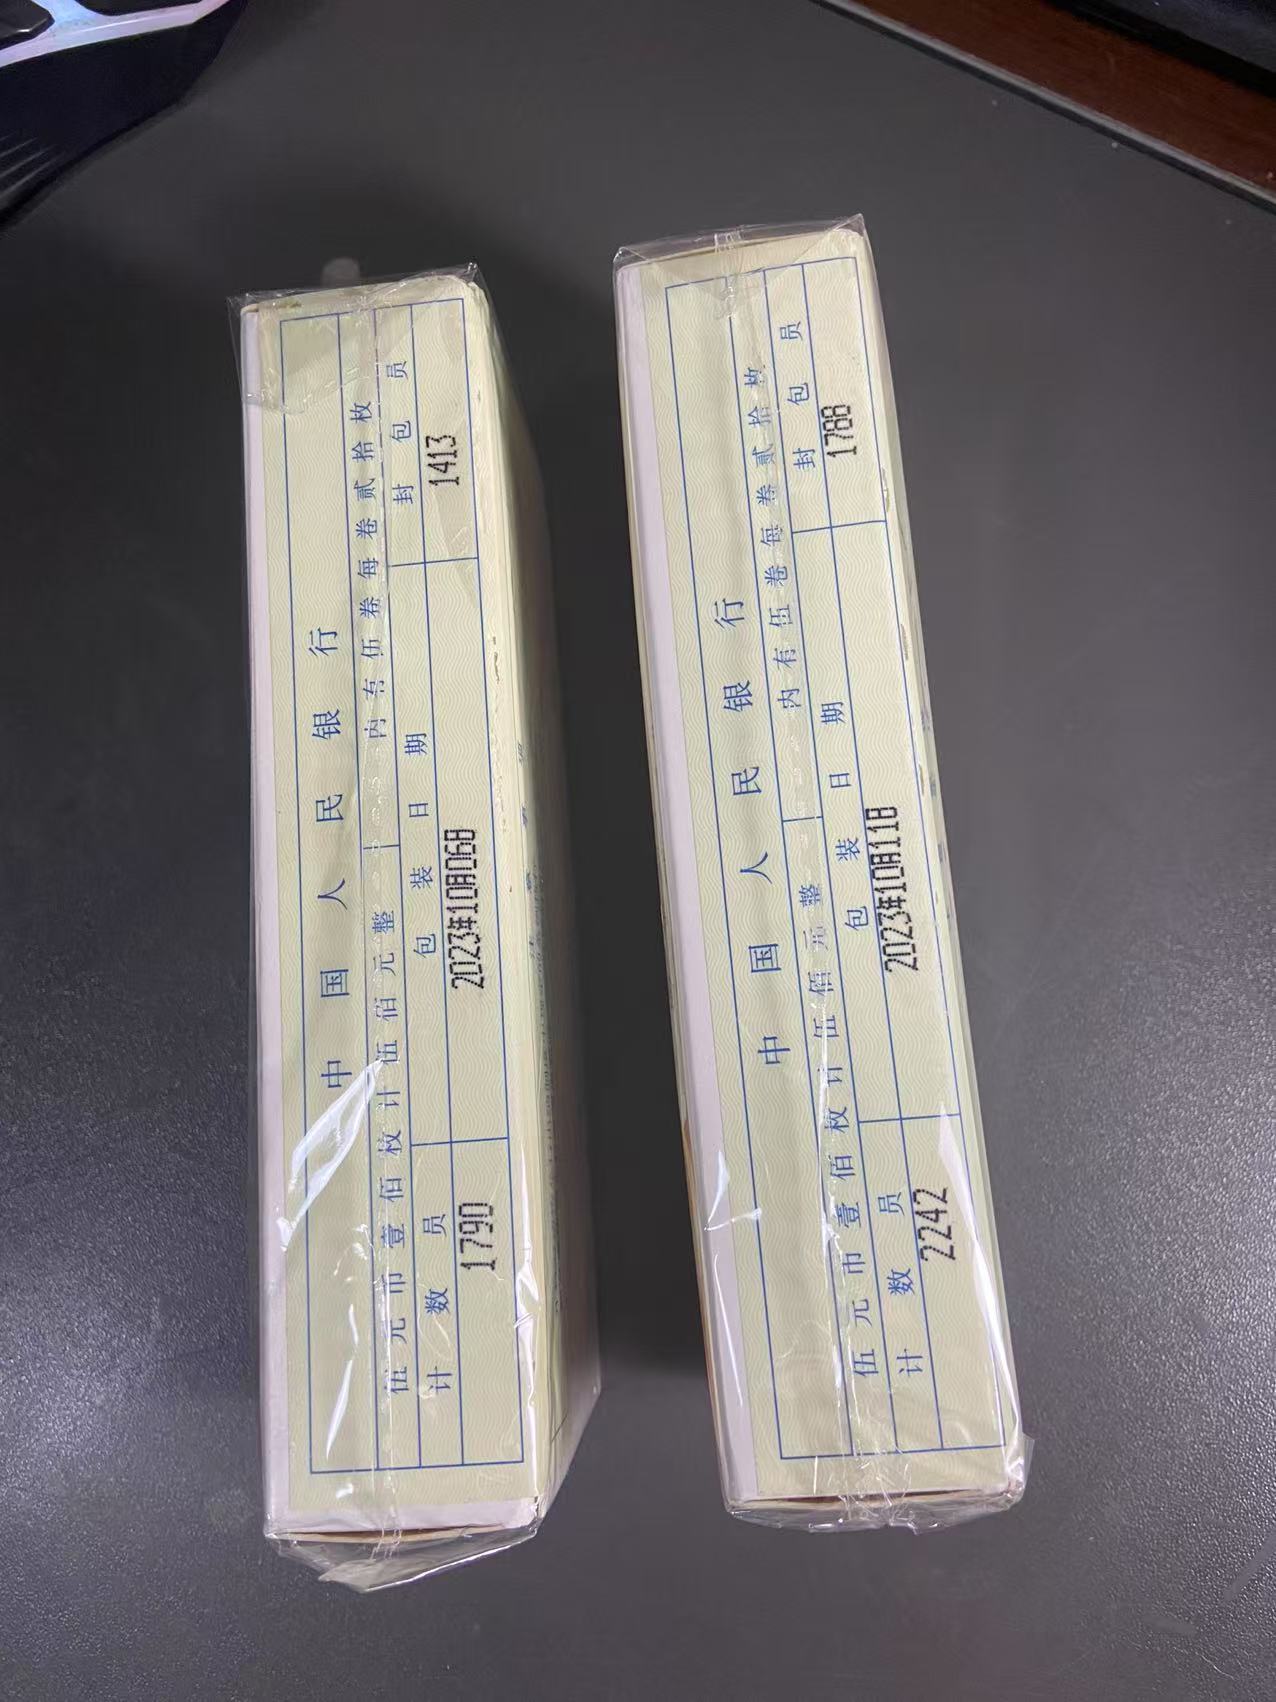 中国人民银行
伍元币壹佰枚计伍佰元整 内有伍卷每卷贰拾枚
计数员 包装日期 封包员
1790 2023年10月06日 1413
中国人民银行
伍元币壹佰枚计伍佰元整 内有伍卷每卷贰拾枚
计数员 包装日期 封包员
2242 2023年10月11日 1788